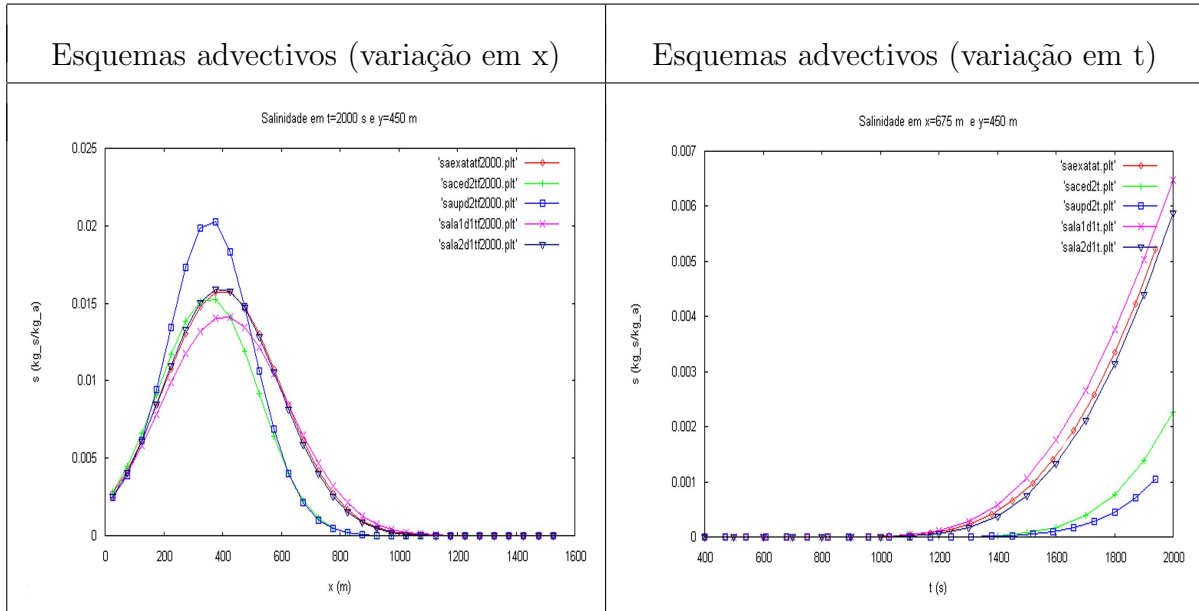 Esquemas advectivos (variação em x)
Esquemas advectivos (variação em t)
Salinidade em t=2000 s e y=450 m
0.025
0.02
0.015
0.01
0.005
0
s (kg_s/kg_a)
'saexatatf2000.plt'
'saced2tf2000.plt'
'saupd2tf2000.plt'
'sala1d1tf2000.plt'
'sala2d1tf2000.plt'
0 200 400 600 800 1000 1200 1400 1600
x (m)
Salinidade em x=675 m e y=450 m
0.007
0.006
0.005
0.004
0.003
0.002
0.001
0
s (kg_s/kg_a)
'saexatat.plt'
'saced2t.plt'
'saupd2t.plt'
'sala1d1t.plt'
'sala2d1t.plt'
400 600 800 1000 1200 1400 1600 1800 2000
t (s)